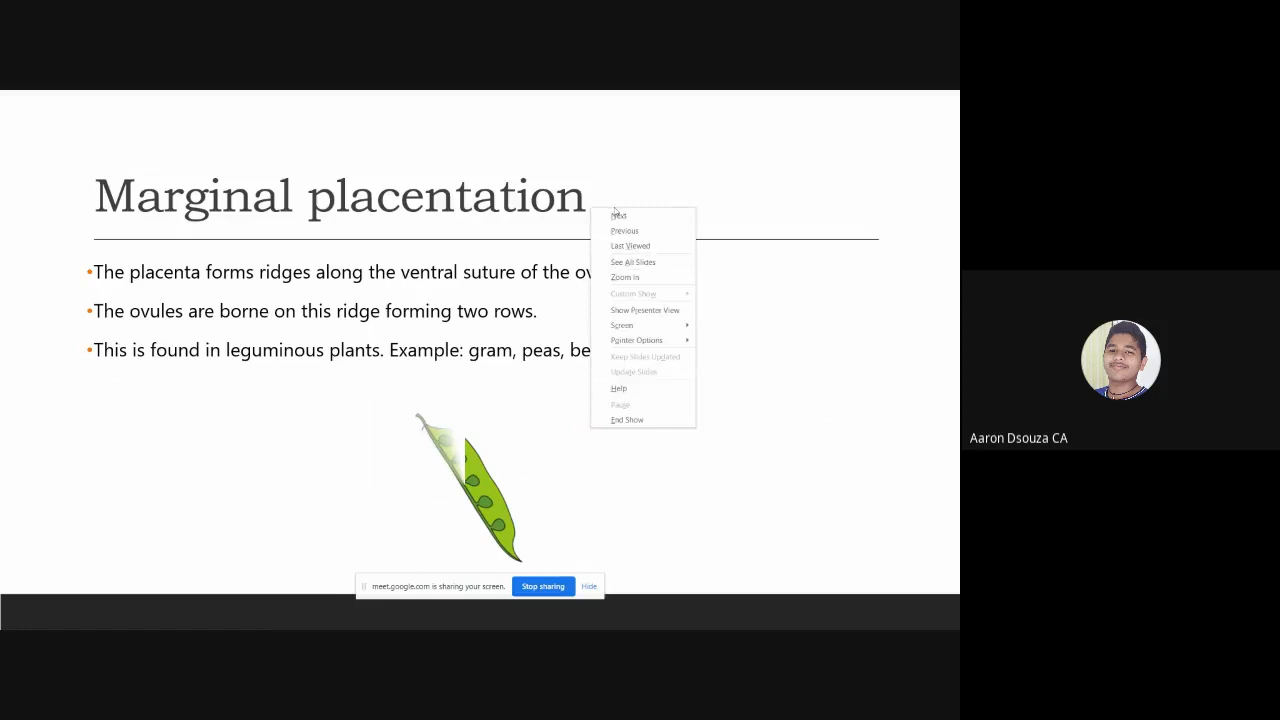 Marginal placentation
•The placenta forms ridges along the ventral suture of the
•The ovules are borne on this ridge forming two rows.
•This is found in leguminous plants. Example: gram, peas,
Next
Previous
Last Viewed
See All Slides
Zoom In
Custom Show
Show Presenter View
Screen
Pointer Options
Keep Slides Updated
Update Slides
Help
Pause
End Show
meet.google.com is sharing your screen. Stop sharing Hide
Aaron Dsouza CA